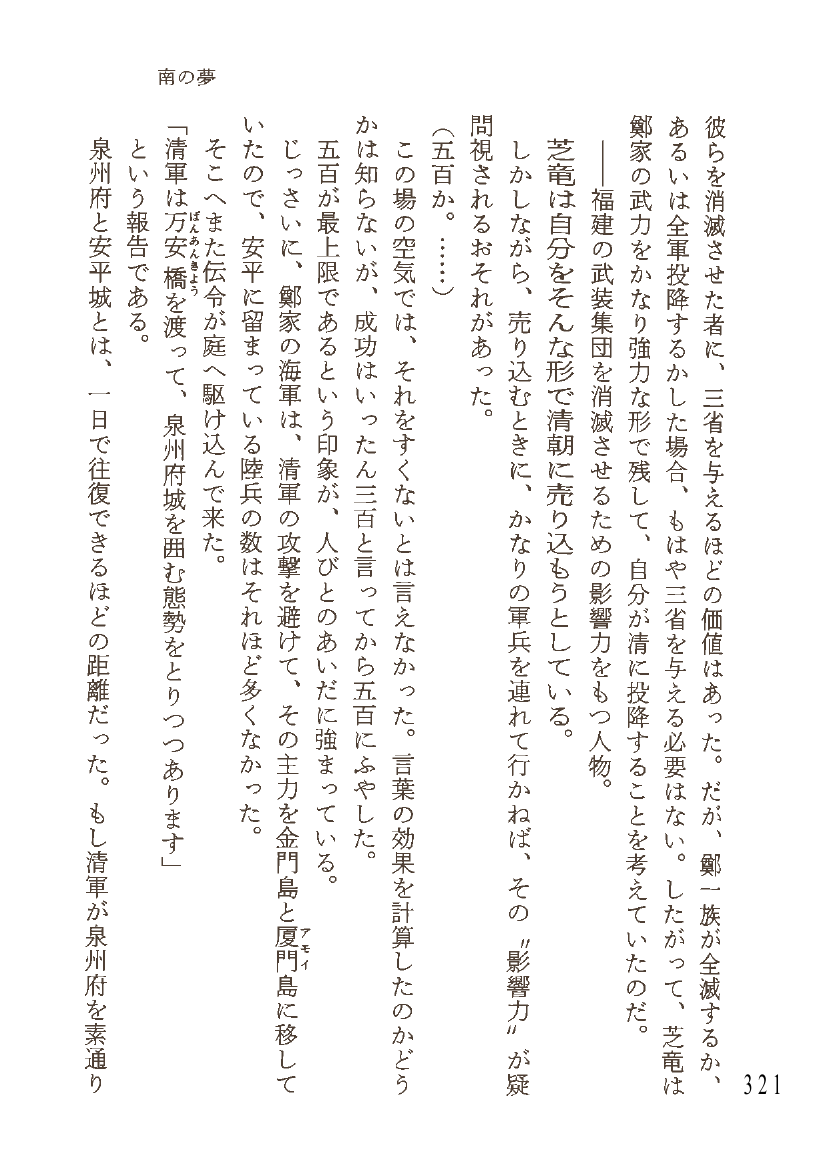 南の夢
彼らを消滅させた者に、三省を与えるほどの価値はあった。だが、鄭一族が全滅するか、
あるいは全軍投降するかした場合、もはや三省を与える必要はない。したがって、芝竜は
鄭家の武力をかなり強力な形で残して、自分が清に投降することを考えていたのだ。
――福建の武装集団を消滅させるための影響力をもつ人物。
芝竜は自分をそんな形で清朝に売り込もうとしている。
しかしながら、売り込むときに、かなりの軍兵を連れて行かねば、その〝影響力〟が疑
問視されるおそれがあった。
(五百か。……)
この場の空気では、それをすくないとは言えなかった。言葉の効果を計算したのかどう
かは知らないが、成功はいったん三百と言ってから五百にふやした。
五百が最上限であるという印象が、人びとのあいだに強まっている。
じっさいに、鄭家の海軍は、清軍の攻撃を避けて、その主力を金門島と厦門島に移して
アモイ
いたので、安平に留まっている陸兵の数はそれほど多くなかった。
そこへまた伝令が庭へ駆け込んで来た。
「清軍は万安橋を渡って、泉州府城を囲む態勢をとりつつあります」
ばんあんきょう
という報告である。
泉州府と安平城とは、一日で往復できるほどの距離だった。もし清軍が泉州府を素通り
321